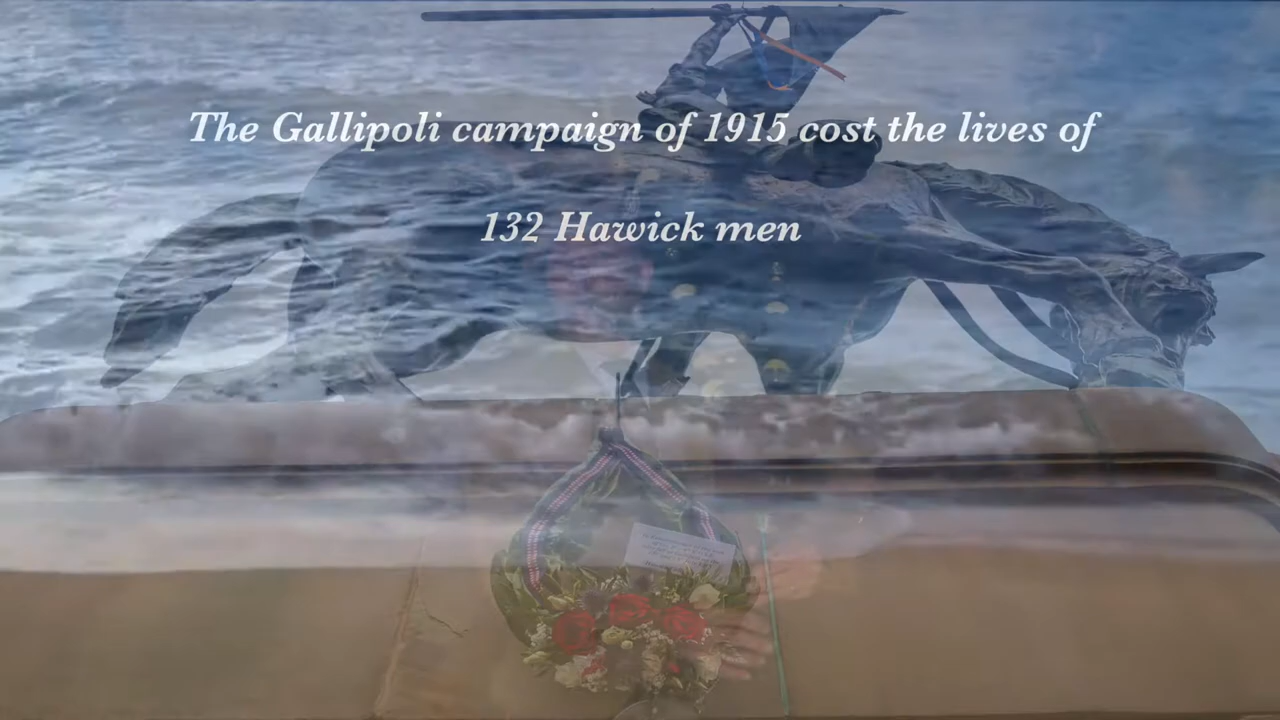 The Gallipoli campaign of 1915 cost the lives of
132 Hawick men